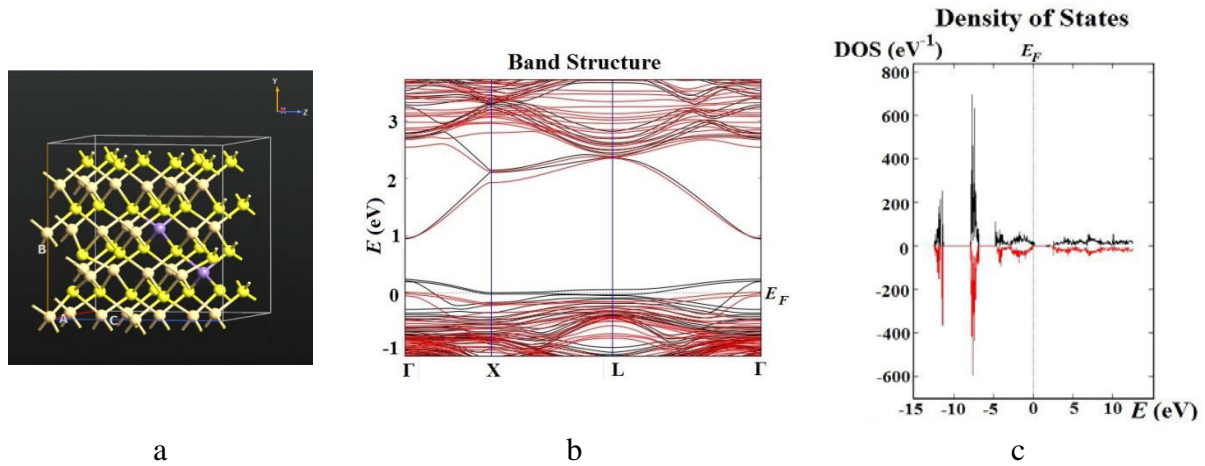 Y
X
Z
B
A
C
a
Band Structure
E (eV)
3
2
1
0
-1
E_F
Γ X L Γ
b
Density of States
DOS (eV⁻¹)
E_F
800
600
400
200
0
-200
-400
-600
-15 -10 -5 0 5 10 E (eV)
c